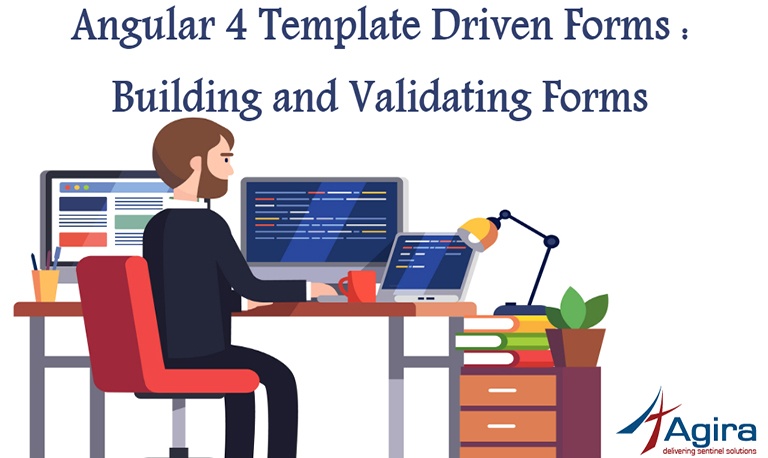 Angular 4 Template Driven Forms :
Building and Validating Forms
Agira
delivering sentinel solutions